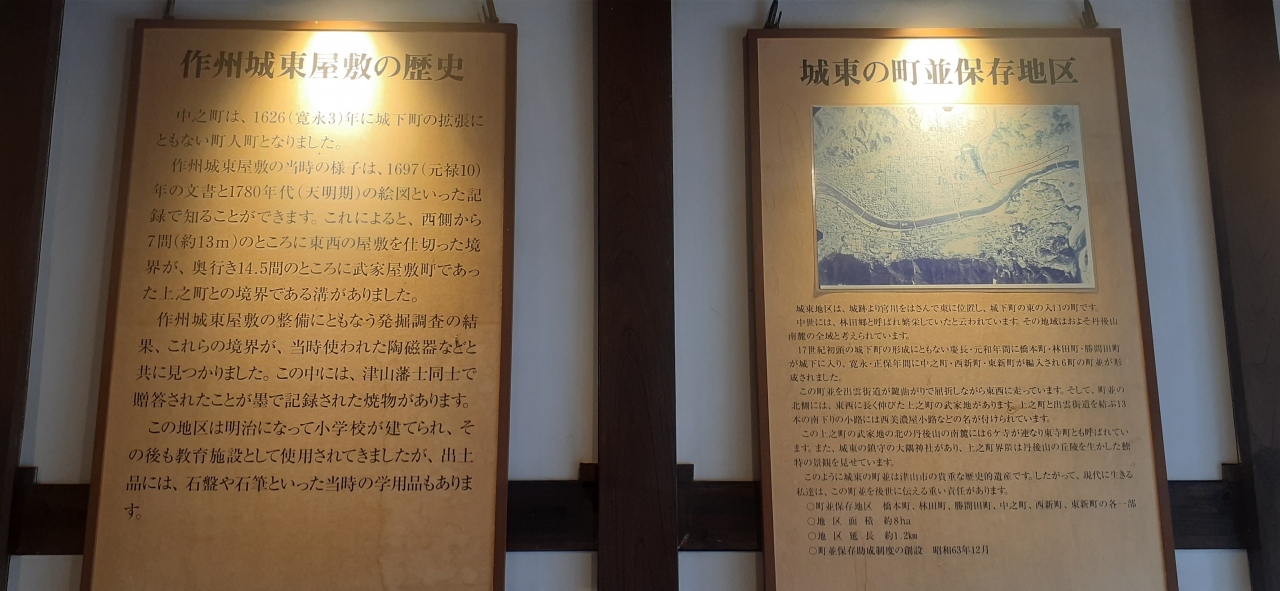 作州城東屋敷の歴史
中之町は、1626(寛永3)年に城下町の拡張に
ともない町人町となりました。
作州城東屋敷の当時の様子は、1697(元禄10)
年の文書と1780年代(天明期)の絵図といった記
録で知ることができます。これによると、西側から
7間(約13m)のところに東西の屋敷を仕切った境
界が、奥行き14.5間のところに武家屋敷町であっ
た上之町との境界である溝がありました。
作州城東屋敷の整備にともなう発掘調査の結
果、これらの境界が、当時使われた陶磁器などと
共に見つかりました。この中には、津山藩士同士で
贈答されたことが墨で記録された焼物があります。
この地区は明治になって小学校が建てられ、そ
の後も教育施設として使用されてきましたが、出土
品には、石盤や石筆といった当時の学用品もありま
す。
城東の町並保存地区
城東地区は、城跡より宮川をはさんで東に位置し、城下町の東の入口の町です。
中世には、林田郷と呼ばれ繁栄していたと云われています。その地域はおよそ丹後山
南麓の全域と考えられています。
17世紀初頭の城下町の形成にともない慶長・元和年間に橋本町・林田町・勝間田町
が城下に入り、寛永・正保年間に中之町・西新町・東新町が編入され6町の町並が形
成されました。
この町並を出雲街道が鍵曲がりで屈折しながら東西に走っています。そして、町並の
北側には、東西に長く伸びた上之町の武家地があります。上之町と出雲街道を結ぶ13
本の南下りの小路には西美濃屋小路などの名が付けられています。
この上之町の武家地の北の丹後山の南麓には6ケ寺が連なり東寺町とも呼ばれてい
ます。また、城東の鎮守の大隅神社があり、上之町界隈は丹後山の丘陵を生かした独
特の景観を見せています。
このように城東の町並は津山市の貴重な歴史的遺産です。したがって、現代に生きる
私達は、この町並を後世に伝える重い責任があります。
○町並保存地区 橋本町、林田町、勝間田町、中之町、西新町、東新町の各一部
○地区面積 約8ha
○地区延長 約1.2km
○町並保存助成制度の創設 昭和63年12月